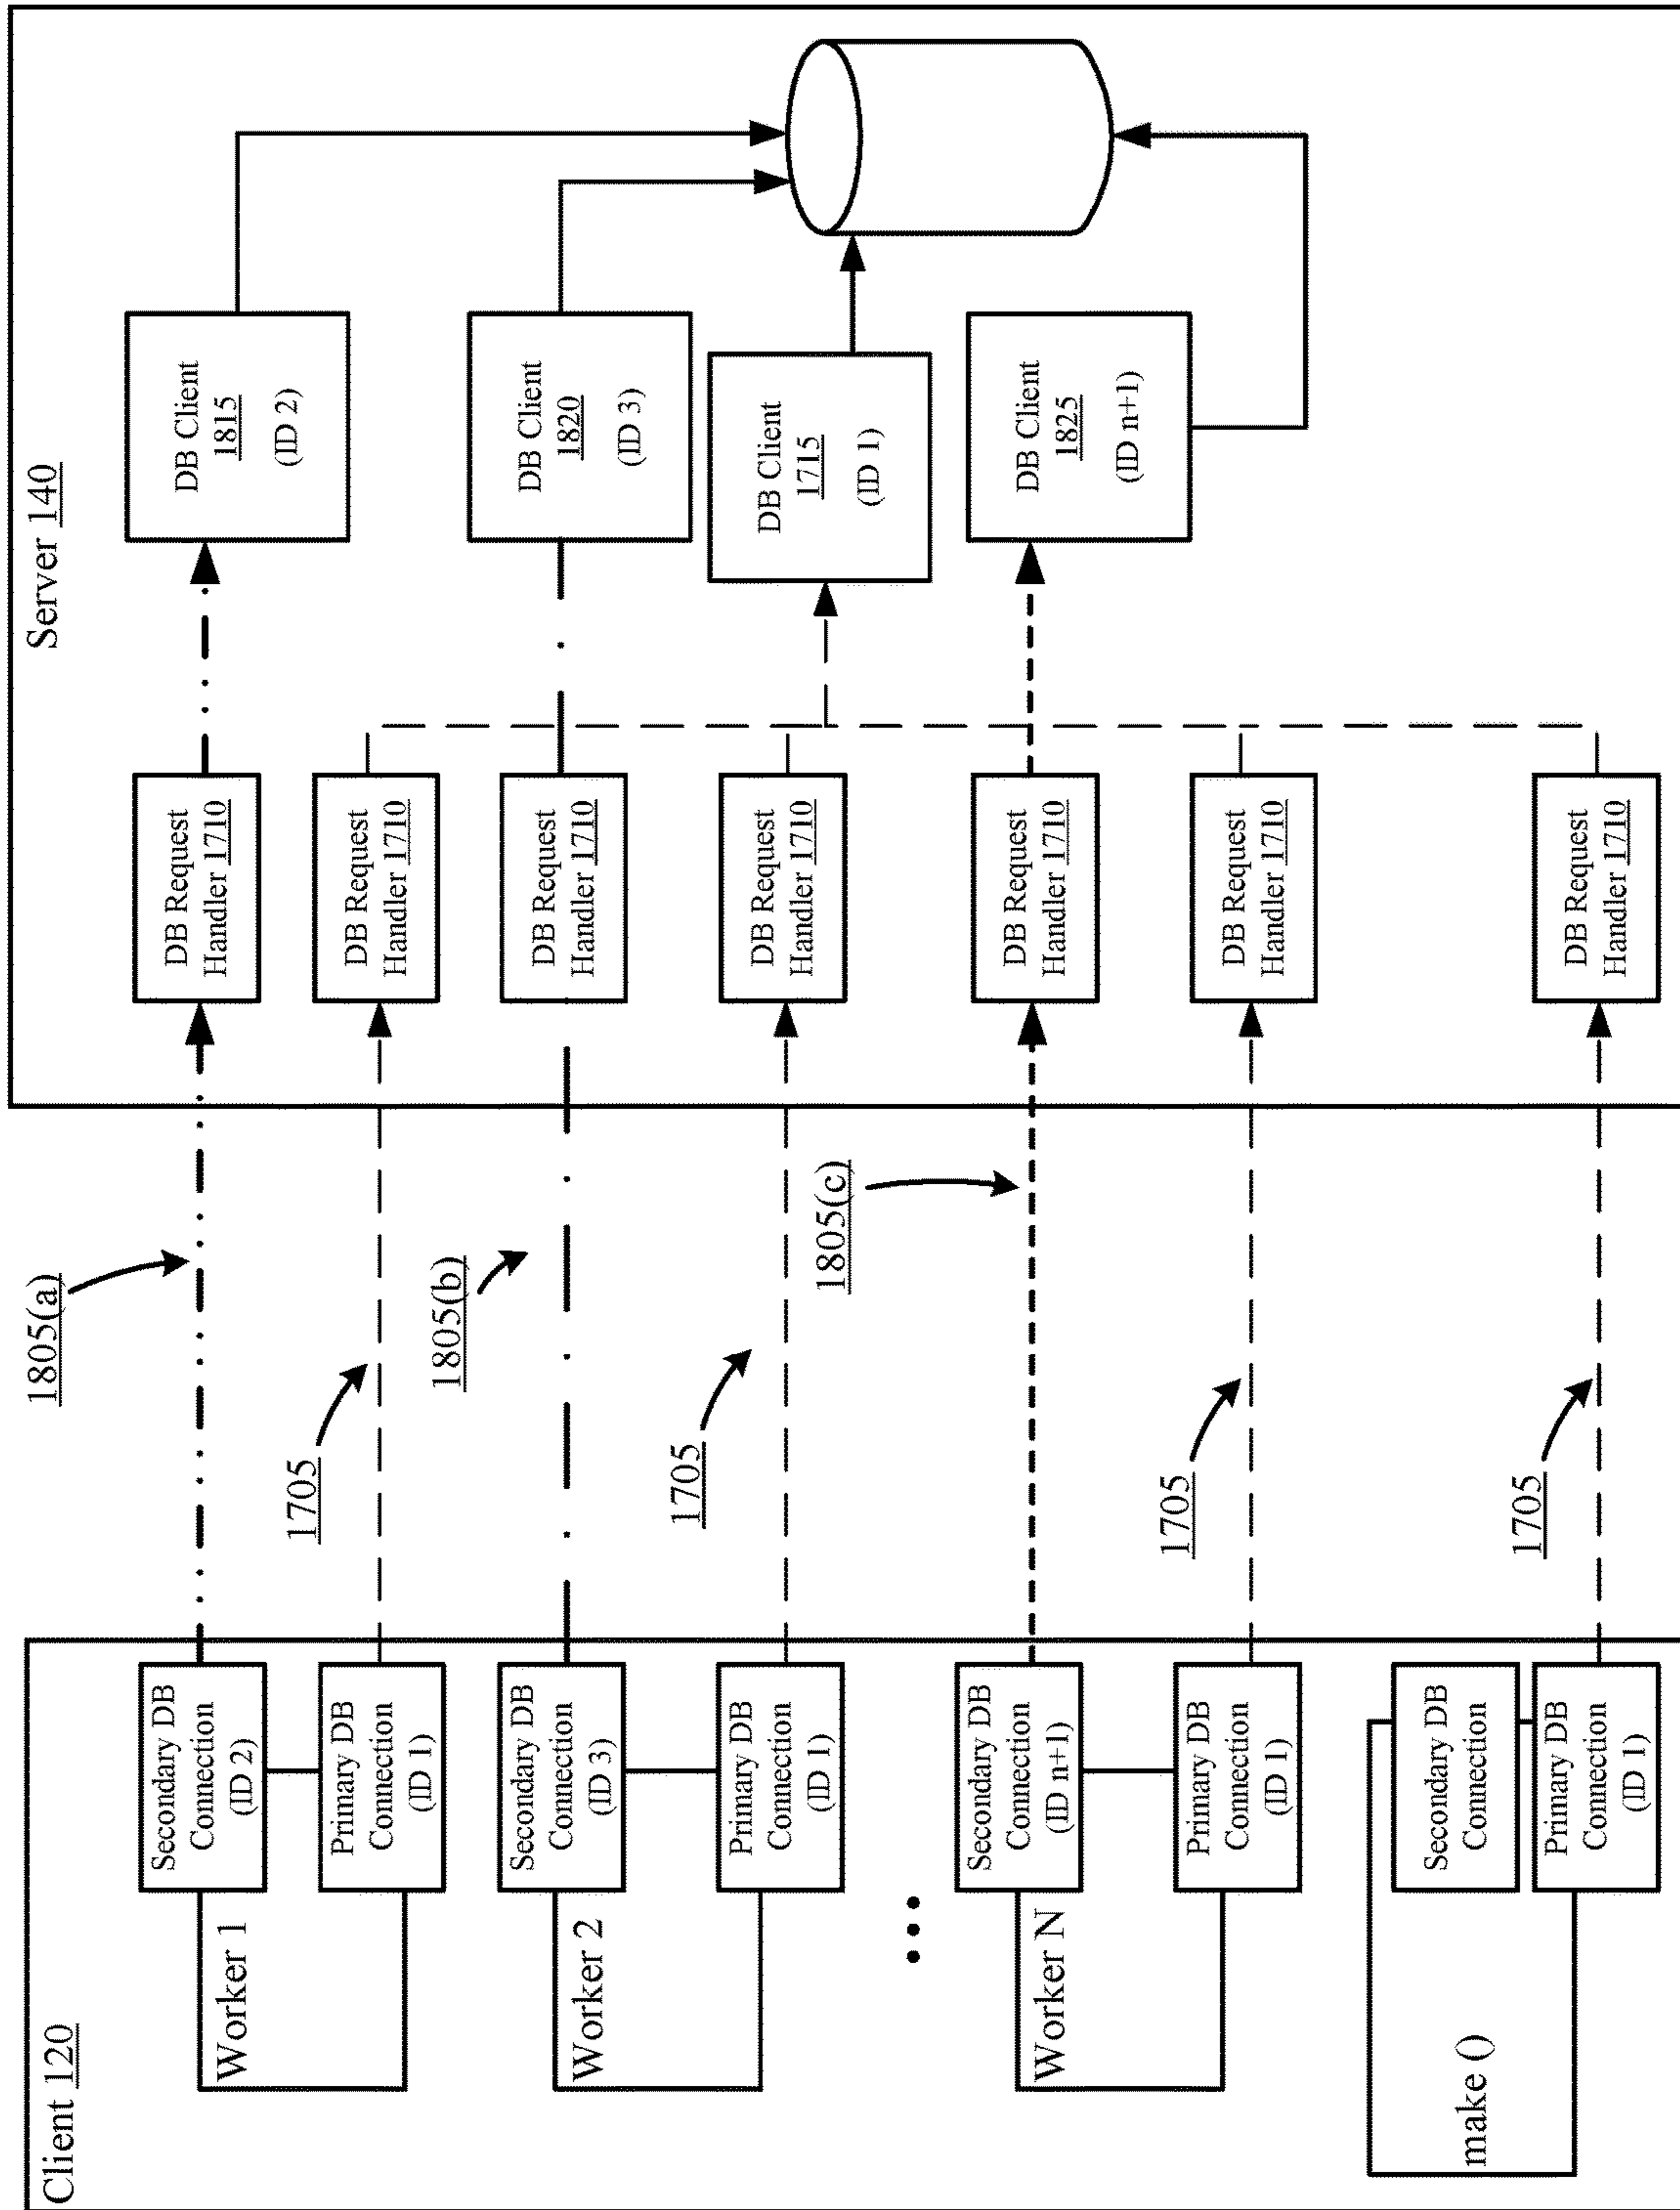 Client 120
Worker 1
Secondary DB
Connection
(ID 2)
Primary DB
Connection
(ID 1)
Worker 2
Secondary DB
Connection
(ID 3)
Primary DB
Connection
(ID 1)
...
Worker N
Secondary DB
Connection
(ID n+1)
Primary DB
Connection
(ID 1)
make ()
Secondary DB
Connection
Primary DB
Connection
(ID 1)
1805(a)
1705
1805(b)
1705
1805(c)
1705
1705
Server 140
DB Request
Handler 1710
DB Request
Handler 1710
DB Request
Handler 1710
DB Request
Handler 1710
DB Request
Handler 1710
DB Request
Handler 1710
DB Request
Handler 1710
DB Client
1815
(ID 2)
DB Client
1820
(ID 3)
DB Client
1715
(ID 1)
DB Client
1825
(ID n+1)